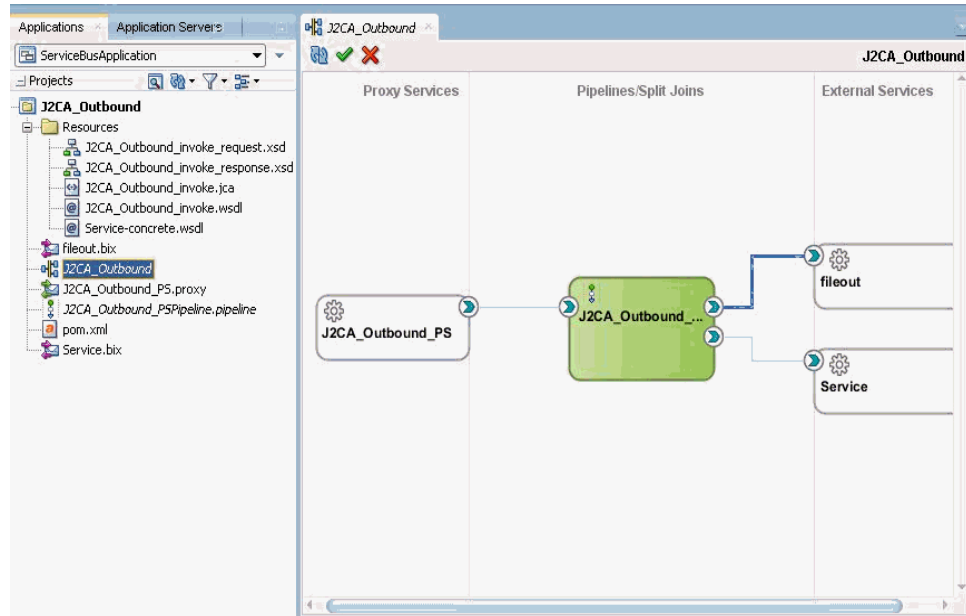 Applications Application Servers
J2CA_Outbound
ServiceBusApplication
J2CA_Outbound
Projects
Proxy Services Pipelines/Split Joins External Services
J2CA_Outbound
Resources
J2CA_Outbound_invoke_request.xsd
J2CA_Outbound_invoke_response.xsd
J2CA_Outbound_invoke.jca
J2CA_Outbound_invoke.wsdl
Service-concrete.wsdl
fileout.bix
J2CA_Outbound
J2CA_Outbound_PS.proxy
J2CA_Outbound_PSPipeline.pipeline
pom.xml
Service.bix
J2CA_Outbound_PS
J2CA_Outbound_...
fileout
Service